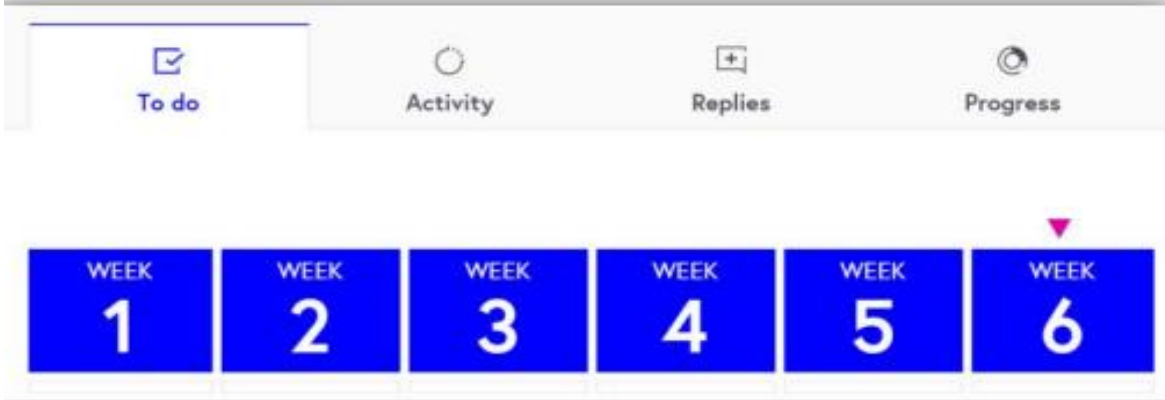 To do Activity Replies Progress
WEEK WEEK WEEK WEEK WEEK WEEK
1 2 3 4 5 6